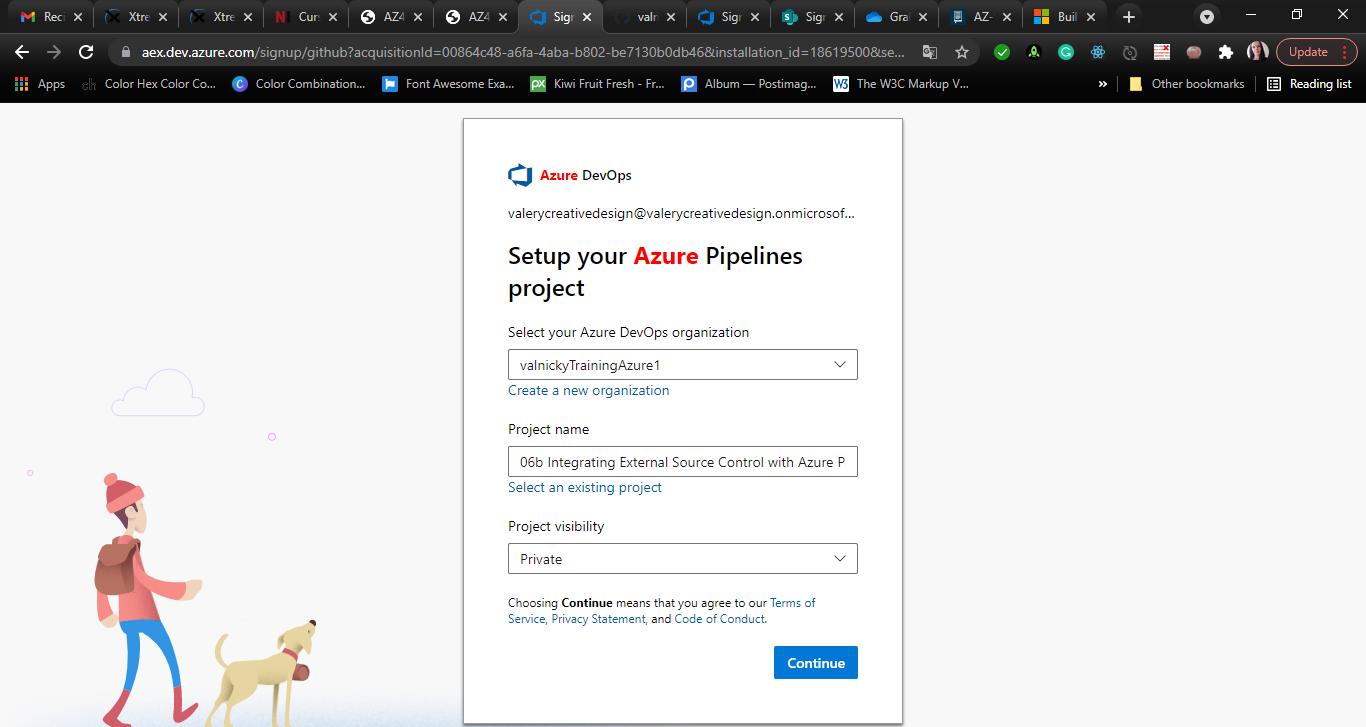 Reci
Xtre
Xtre
Curs
AZ4
AZ4
Sign
valn
Sign
Sign
Gral
AZ-
Buil
aex.dev.azure.com/signup/github?acquisitionId=00864c48-a6fa-4aba-b802-be7130b0db46&installation_id=18619500&se...
Update
Apps
Color Hex Color Co...
Color Combination...
Font Awesome Exa...
Kiwi Fruit Fresh - Fr...
Album — Postimag...
The W3C Markup V...
»
Other bookmarks
Reading list
Azure DevOps
valerycreativedesign@valerycreativedesign.onmicrosof...
Setup your Azure Pipelines
project
Select your Azure DevOps organization
valnickyTrainingAzure1
Create a new organization
Project name
06b Integrating External Source Control with Azure P
Select an existing project
Project visibility
Private
Choosing Continue means that you agree to our Terms of
Service, Privacy Statement, and Code of Conduct.
Continue